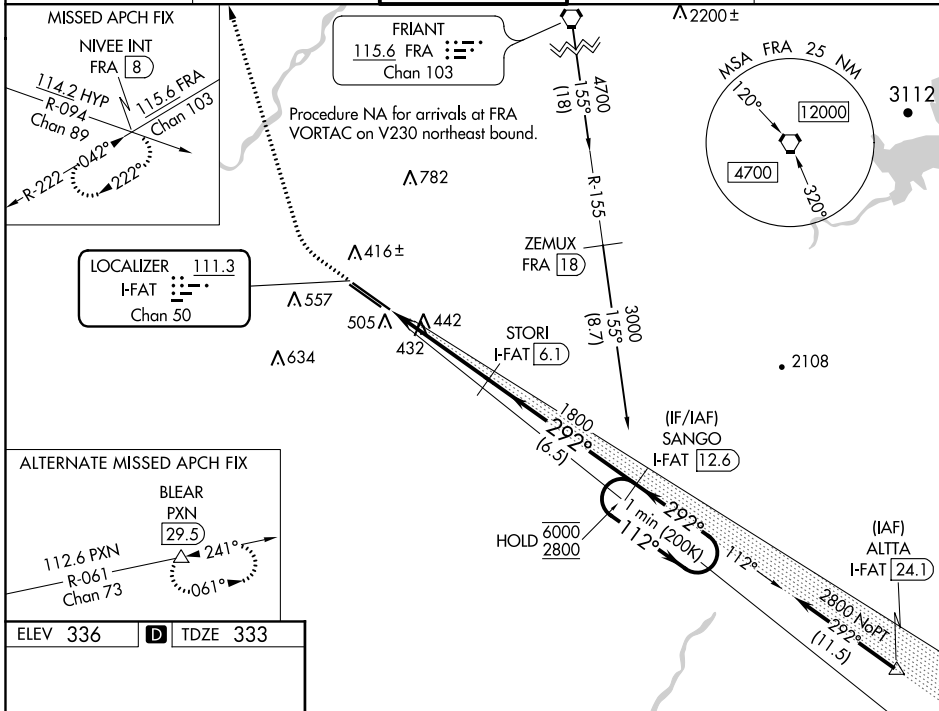 MISSED APCH FIX
NIVEE INT
FRA 8
114.2 HYP
R-094
Chan 89
115.6 FRA
Chan 103
R-222
042°
222°
FRIANT
115.6 FRA
Chan 103
Procedure NA for arrivals at FRA
VORTAC on V230 northeast bound.
4700
155°
(18)
R-155
2200±
MSA FRA 25 NM
120°
12000
4700
320°
3112
782
ZEMUX
FRA 18
3000
155°
(8.7)
LOCALIZER 111.3
I-FAT
Chan 50
416±
557
505
442
432
634
STORI
I-FAT 6.1
2108
1800
292°
(6.5)
(IF/IAF)
SANGO
I-FAT 12.6
HOLD 6000
2800
1 min (200K)
112°
292°
112°
(IAF)
ALTTA
I-FAT 24.1
2800 NoPT
292°
(11.5)
ALTERNATE MISSED APCH FIX
BLEAR
PXN
29.5
112.6 PXN
R-061
Chan 73
241°
061°
ELEV 336 D TDZE 333